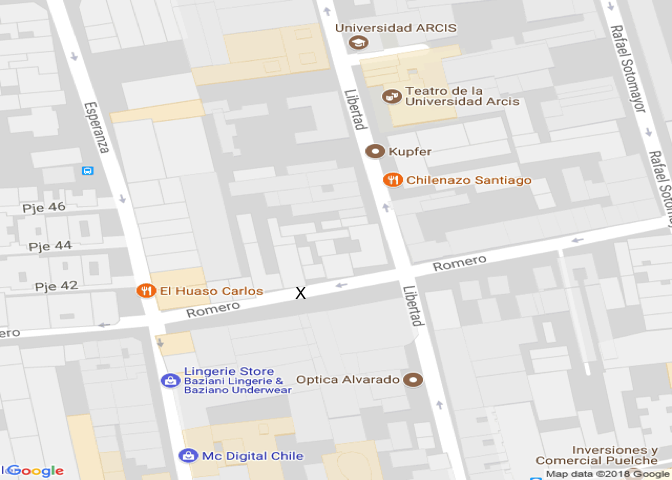 Universidad ARCIS
Rafael Sotomayor
Teatro de la
Universidad Arcis
Esperanza
Libertad
Kupfer
Chilenazo Santiago
Rafael Sotomay
Pje 46
Pje 44
Romero
Pje 42
El Huaso Carlos
X
Libertad
Romero
ero
Lingerie Store
Baziani Lingerie &
Baziano Underwear
Optica Alvarado
Mc Digital Chile
Inversiones y
Comercial Puelche
l
Google
Map data ©2018 Google